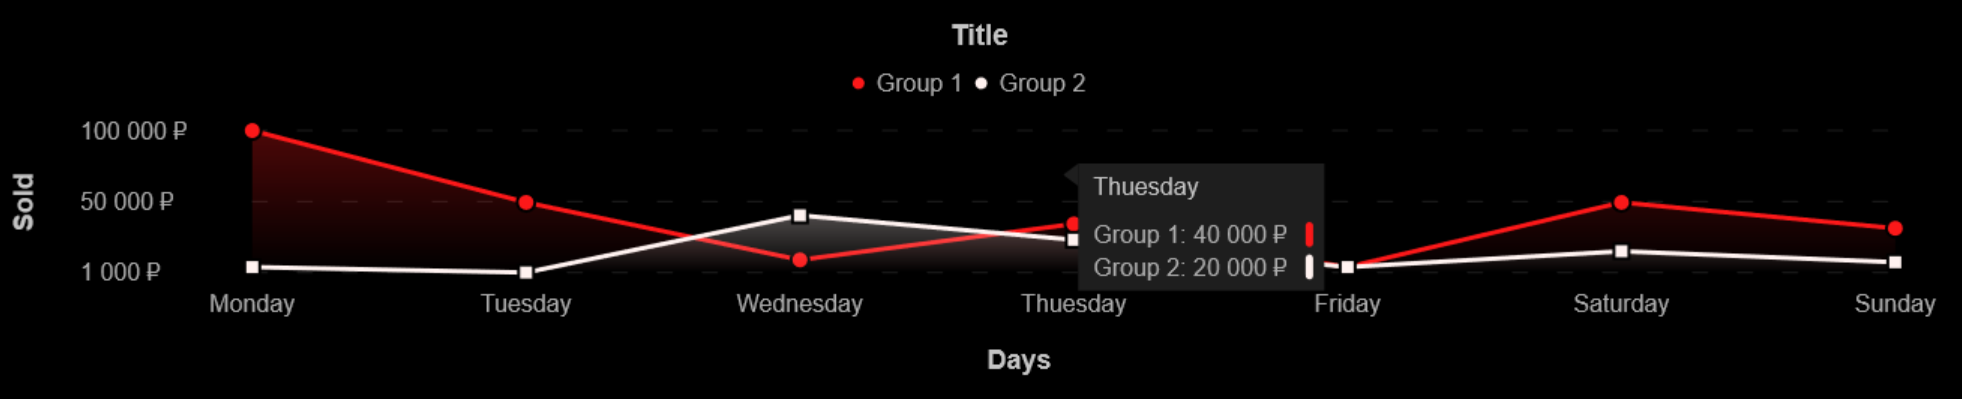 Title
Group 1 Group 2
100 000 ₽
50 000 ₽
1 000 ₽
Sold
Thuesday
Group 1: 40 000 ₽
Group 2: 20 000 ₽
Monday Tuesday Wednesday Thuesday Friday Saturday Sunday
Days